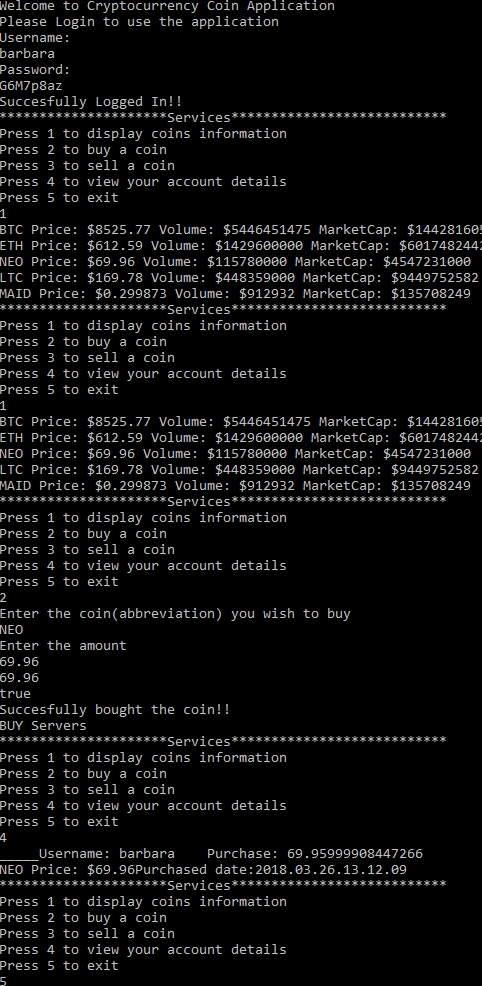 Welcome to Cryptocurrency Coin Application
Please Login to use the application
Username:
barbara
Password:
G6M7p8az
Succesfully Logged In!!
*********************Services***************************
Press 1 to display coins information
Press 2 to buy a coin
Press 3 to sell a coin
Press 4 to view your account details
Press 5 to exit
1
BTC Price: $8525.77 Volume: $5446451475 MarketCap: $144281605
ETH Price: $612.59 Volume: $1429600000 MarketCap: $6017482442
NEO Price: $69.96 Volume: $115780000 MarketCap: $4547231000
LTC Price: $169.78 Volume: $448359000 MarketCap: $9449752582
MAID Price: $0.299873 Volume: $912932 MarketCap: $135708249
*********************Services***************************
Press 1 to display coins information
Press 2 to buy a coin
Press 3 to sell a coin
Press 4 to view your account details
Press 5 to exit
1
BTC Price: $8525.77 Volume: $5446451475 MarketCap: $144281605
ETH Price: $612.59 Volume: $1429600000 MarketCap: $6017482442
NEO Price: $69.96 Volume: $115780000 MarketCap: $4547231000
LTC Price: $169.78 Volume: $448359000 MarketCap: $9449752582
MAID Price: $0.299873 Volume: $912932 MarketCap: $135708249
*********************Services***************************
Press 1 to display coins information
Press 2 to buy a coin
Press 3 to sell a coin
Press 4 to view your account details
Press 5 to exit
2
Enter the coin(abbreviation) you wish to buy
NEO
Enter the amount
69.96
69.96
true
Succesfully bought the coin!!
BUY Servers
*********************Services***************************
Press 1 to display coins information
Press 2 to buy a coin
Press 3 to sell a coin
Press 4 to view your account details
Press 5 to exit
4
_____Username: barbara    Purchase: 69.95999908447266
NEO Price: $69.96Purchased date:2018.03.26.13.12.09
*********************Services***************************
Press 1 to display coins information
Press 2 to buy a coin
Press 3 to sell a coin
Press 4 to view your account details
Press 5 to exit
5